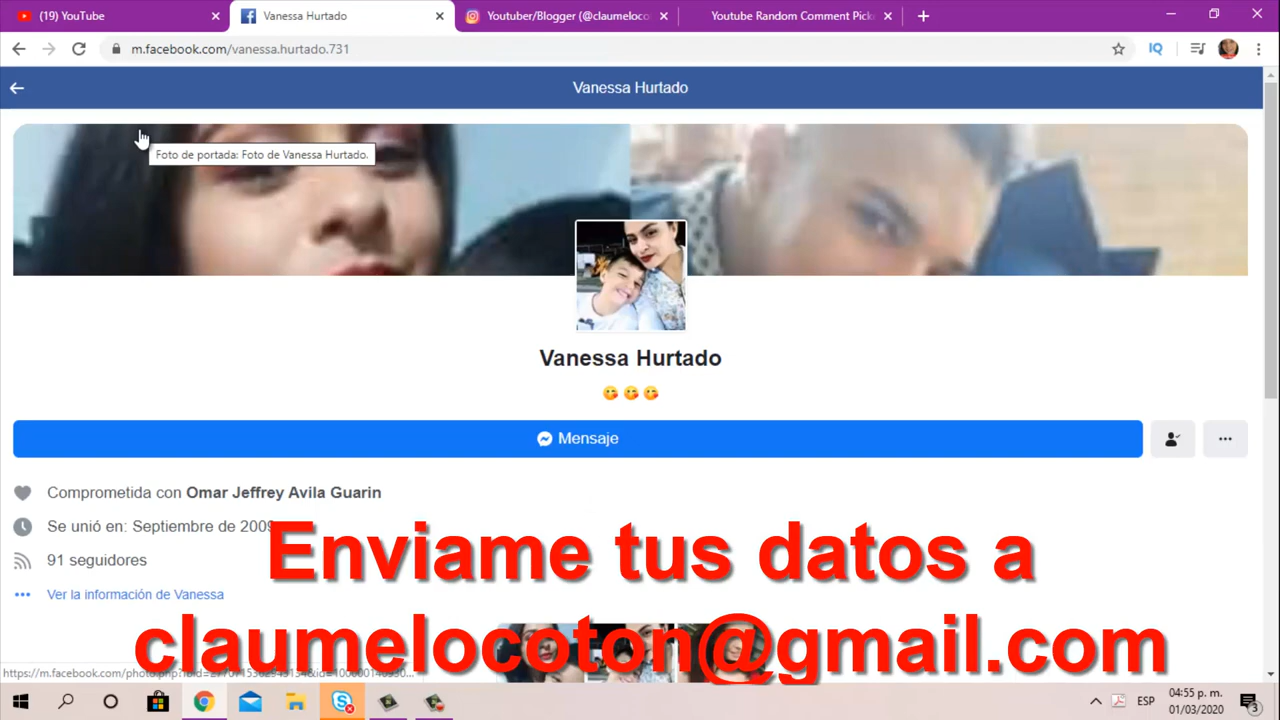 (19) YouTube
Vanessa Hurtado
Youtuber/Blogger (@claumeloco
Youtube Random Comment Pick
m.facebook.com/vanessa.hurtado.731
IQ
Vanessa Hurtado
Foto de portada: Foto de Vanessa Hurtado.
Vanessa Hurtado
Mensaje
Comprometida con Omar Jeffrey Avila Guarin
Se unió en: Septiembre de 2009
91 seguidores
Ver la información de Vanessa
Enviame tus datos a
claumelocoton@gmail.com
ESP
04:55 p. m.
01/03/2020
3